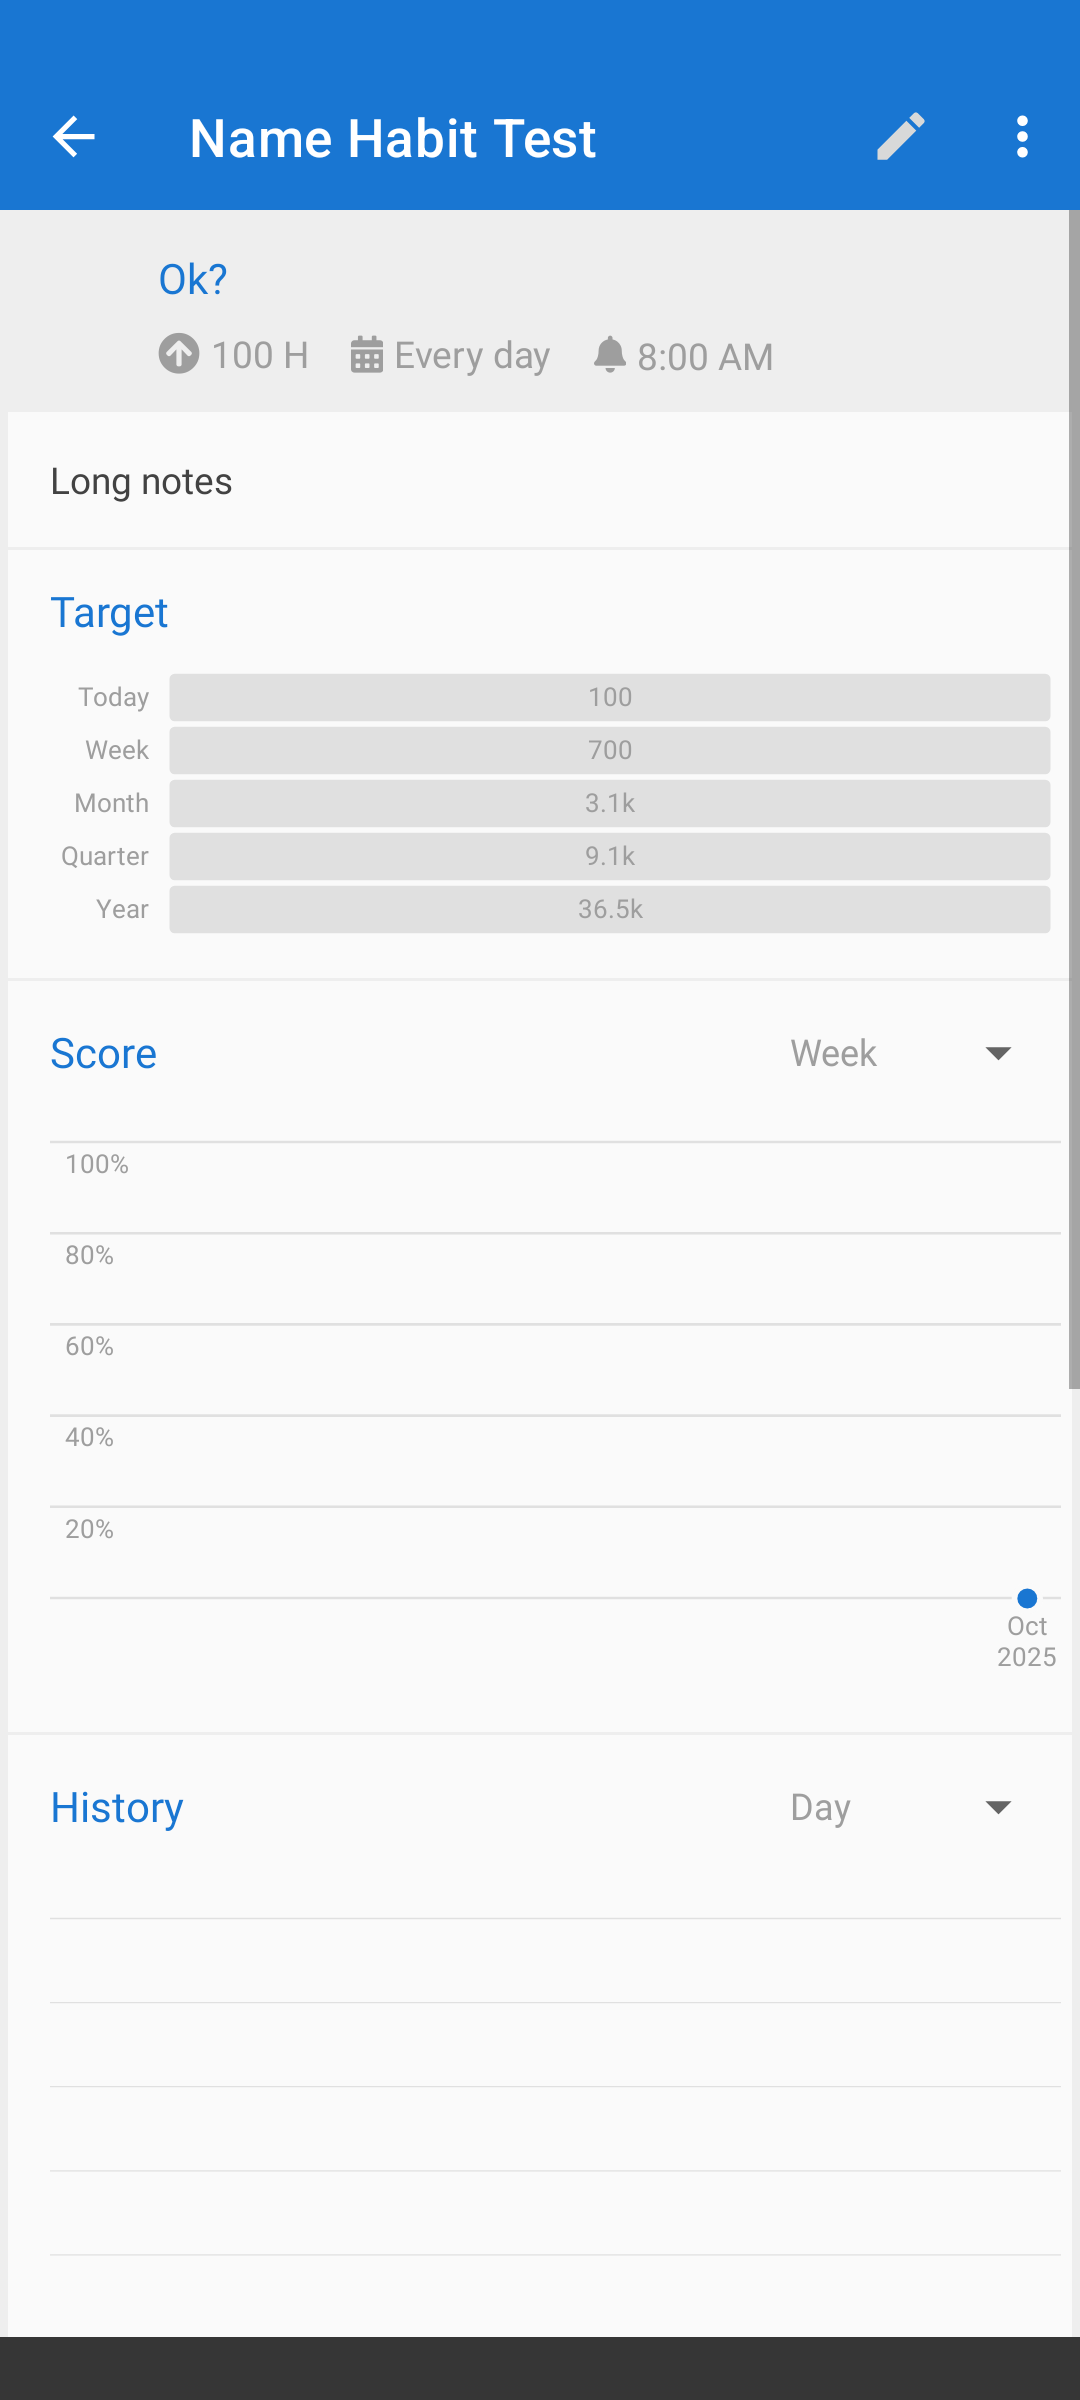 Name Habit Test
Ok?
100 H Every day 8:00 AM
Long notes
Target
Today 100
Week 700
Month 3.1k
Quarter 9.1k
Year 36.5k
Score Week
100%
80%
60%
40%
20%
Oct
2025
History Day